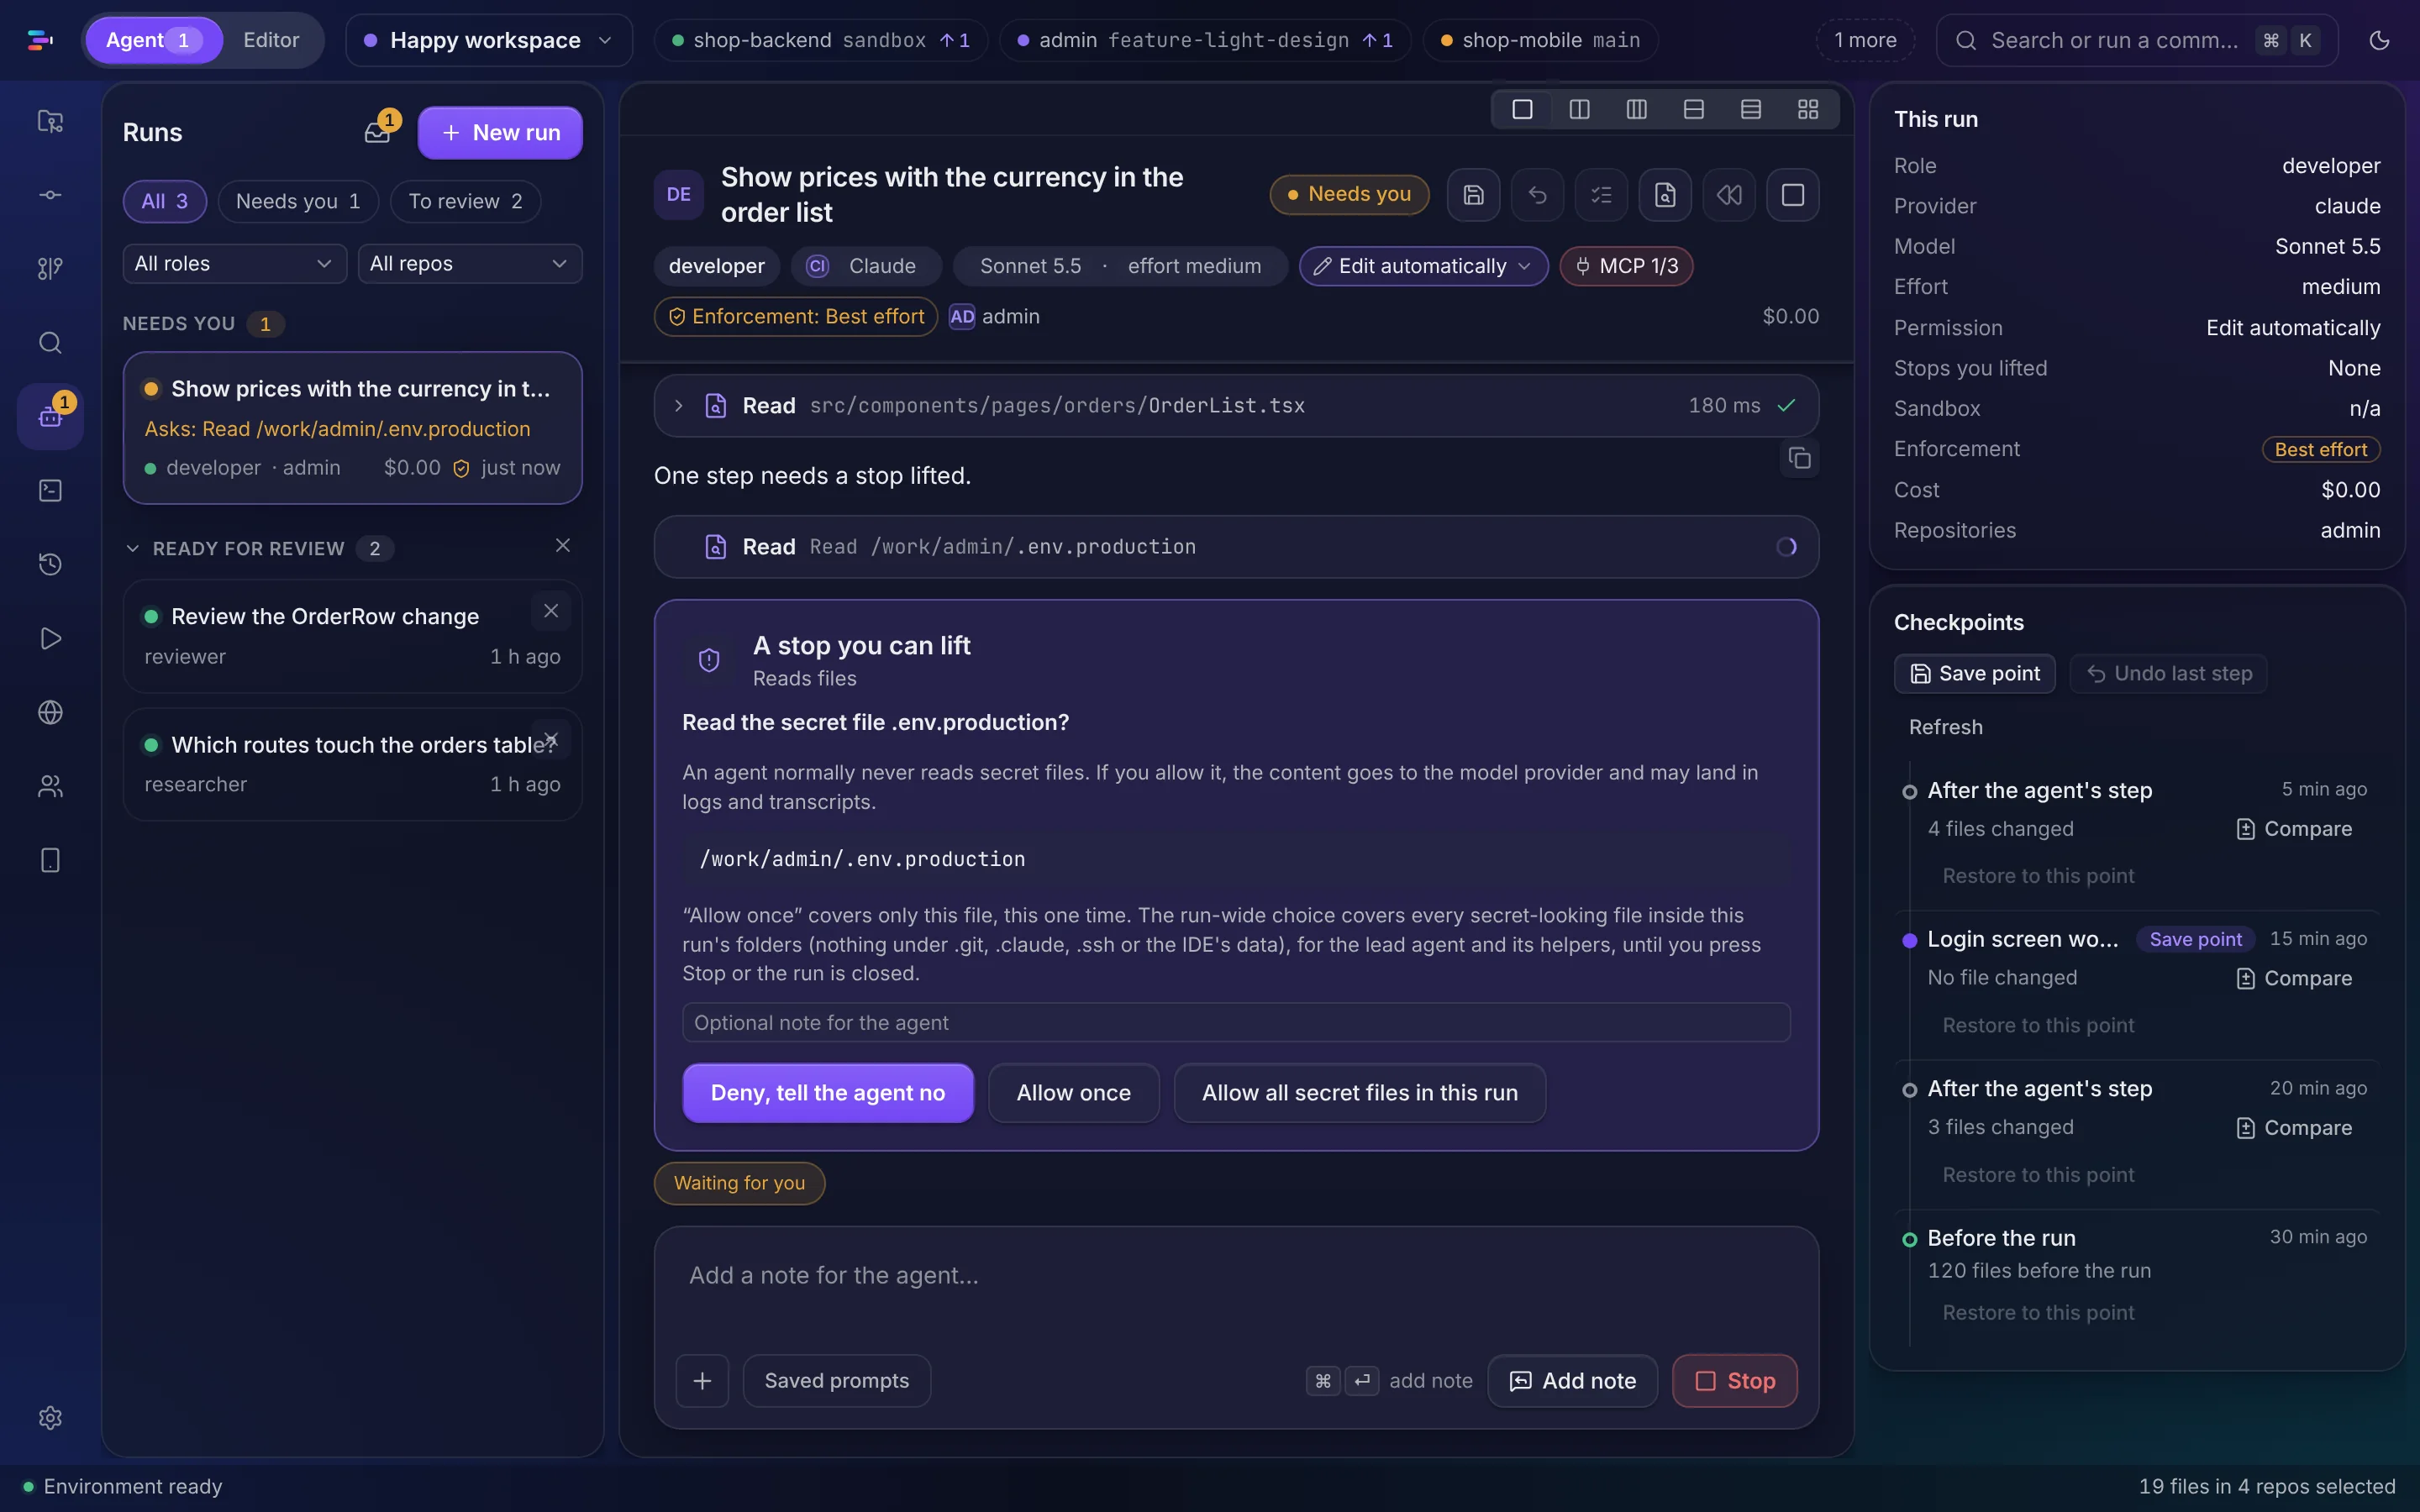 Agent 1
Editor
Happy workspace
shop-backend sandbox ↑1
admin feature-light-design ↑1
shop-mobile main
1 more
Search or run a comm... ⌘ K
Runs
1
New run
All 3
Needs you 1
To review 2
All roles
All repos
NEEDS YOU 1
Show prices with the currency in t...
Asks: Read /work/admin/.env.production
developer · admin $0.00 just now
READY FOR REVIEW 2
Review the OrderRow change
reviewer 1 h ago
Which routes touch the orders table?
researcher 1 h ago
1
DE
Show prices with the currency in the
order list
Needs you
developer
Cl Claude
Sonnet 5.5 · effort medium
Edit automatically
MCP 1/3
Enforcement: Best effort
AD admin
$0.00
Read src/components/pages/orders/OrderList.tsx 180 ms
One step needs a stop lifted.
Read Read /work/admin/.env.production
A stop you can lift
Reads files
Read the secret file .env.production?
An agent normally never reads secret files. If you allow it, the content goes to the model provider and may land in
logs and transcripts.
/work/admin/.env.production
“Allow once” covers only this file, this one time. The run-wide choice covers every secret-looking file inside this
run's folders (nothing under .git, .claude, .ssh or the IDE's data), for the lead agent and its helpers, until you press
Stop or the run is closed.
Optional note for the agent
Deny, tell the agent no
Allow once
Allow all secret files in this run
Waiting for you
Add a note for the agent...
Saved prompts
⌘ ↵ add note
Add note
Stop
This run
Role developer
Provider claude
Model Sonnet 5.5
Effort medium
Permission Edit automatically
Stops you lifted None
Sandbox n/a
Enforcement Best effort
Cost $0.00
Repositories admin
Checkpoints
Save point
Undo last step
Refresh
After the agent's step 5 min ago
4 files changed Compare
Restore to this point
Login screen wo... Save point 15 min ago
No file changed Compare
Restore to this point
After the agent's step 20 min ago
3 files changed Compare
Restore to this point
Before the run 30 min ago
120 files before the run
Restore to this point
Environment ready
19 files in 4 repos selected